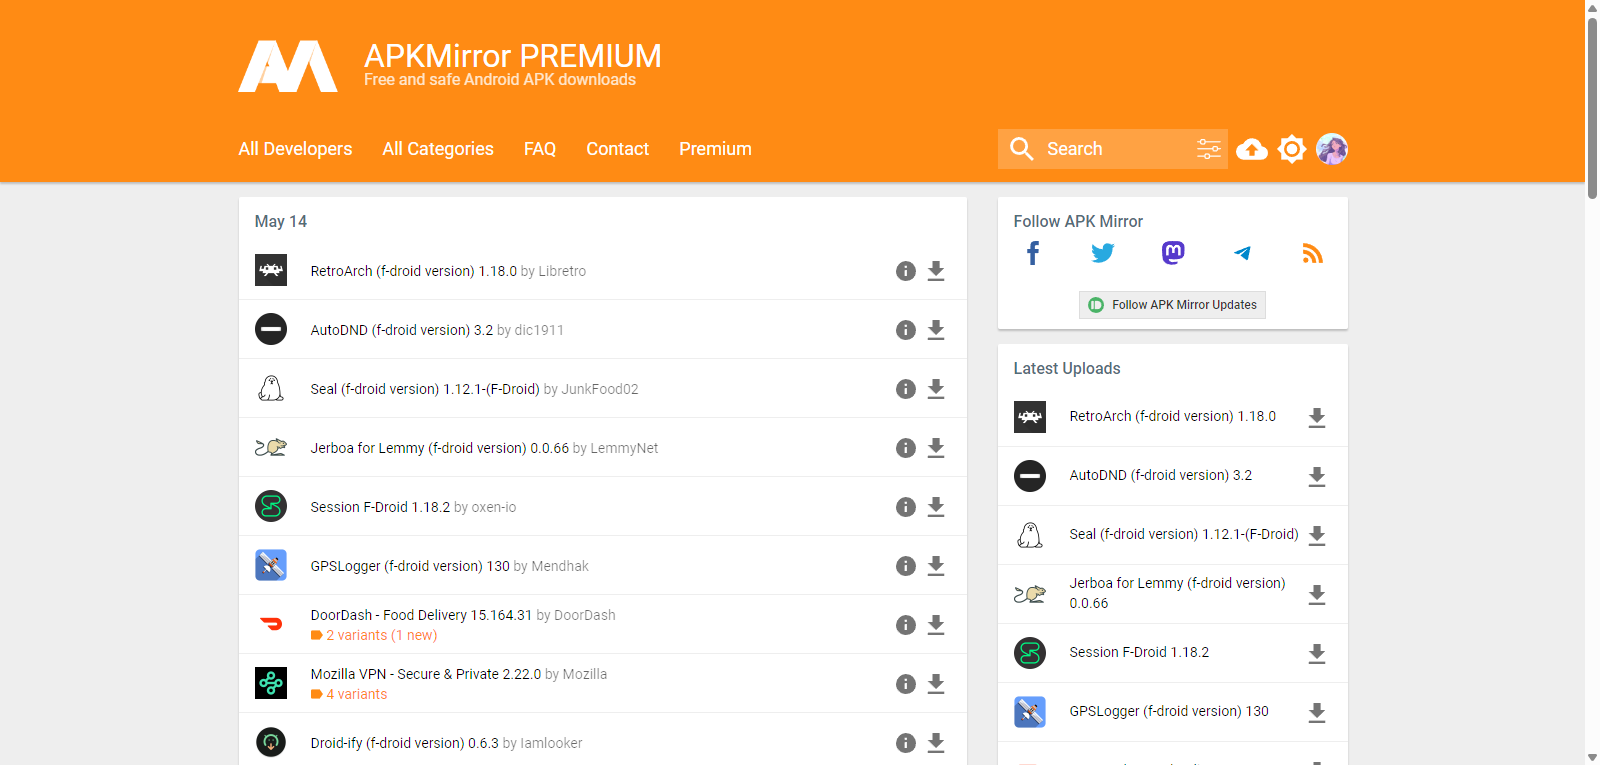 APKMirror PREMIUM
Free and safe Android APK downloads
All Developers
All Categories
FAQ
Contact
Premium
Search
May 14
RetroArch (f-droid version) 1.18.0 by Libretro
AutoDND (f-droid version) 3.2 by dic1911
Seal (f-droid version) 1.12.1-(F-Droid) by JunkFood02
Jerboa for Lemmy (f-droid version) 0.0.66 by LemmyNet
Session F-Droid 1.18.2 by oxen-io
GPSLogger (f-droid version) 130 by Mendhak
DoorDash - Food Delivery 15.164.31 by DoorDash
2 variants (1 new)
Mozilla VPN - Secure & Private 2.22.0 by Mozilla
4 variants
Droid-ify (f-droid version) 0.6.3 by Iamlooker
Follow APK Mirror
Follow APK Mirror Updates
Latest Uploads
RetroArch (f-droid version) 1.18.0
AutoDND (f-droid version) 3.2
Seal (f-droid version) 1.12.1-(F-Droid)
Jerboa for Lemmy (f-droid version)
0.0.66
Session F-Droid 1.18.2
GPSLogger (f-droid version) 130